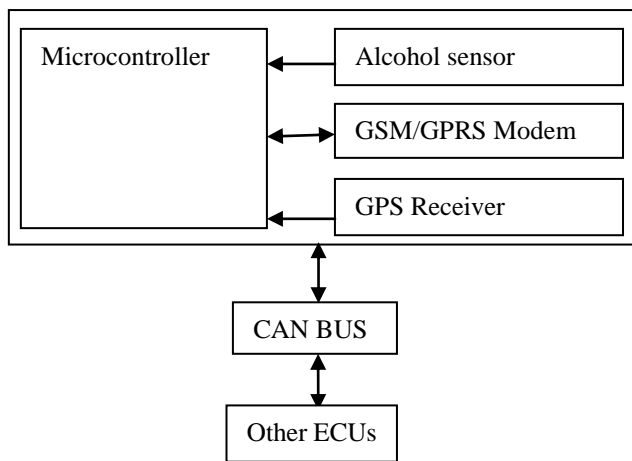 Microcontroller
Alcohol sensor
GSM/GPRS Modem
GPS Receiver
CAN BUS
Other ECUs